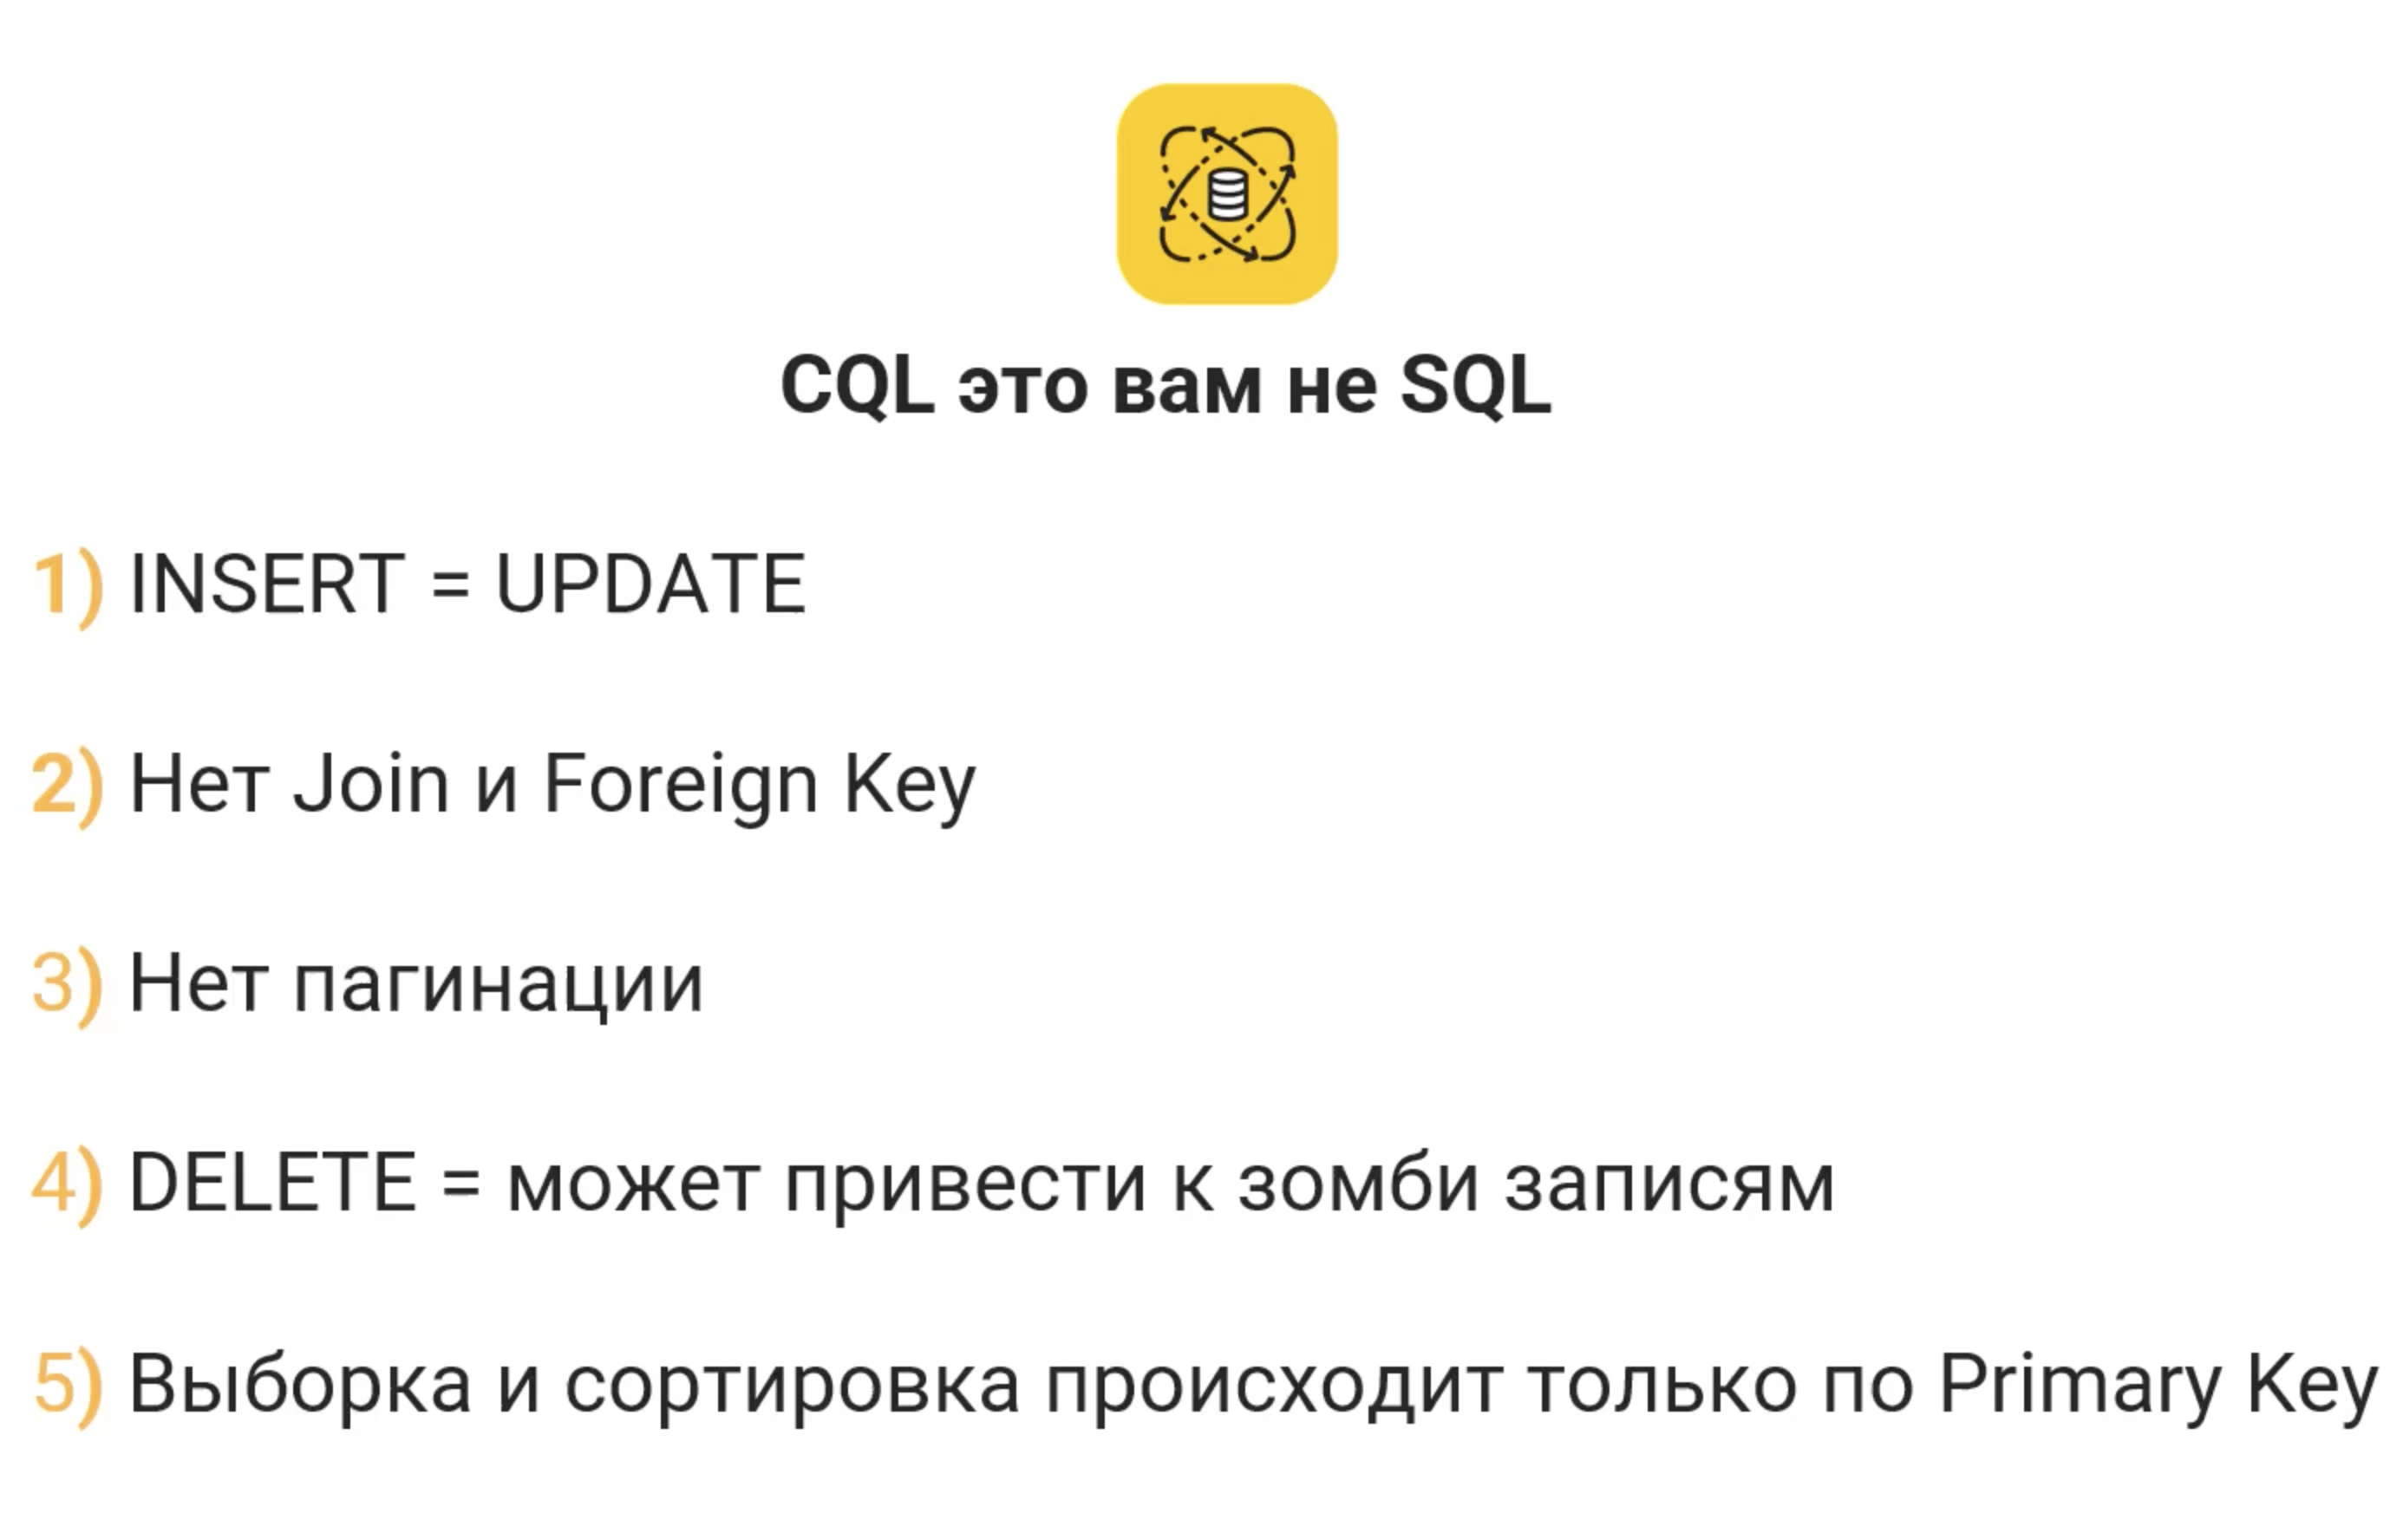 CQL это вам не SQL
1) INSERT = UPDATE
2) Нет Join и Foreign Key
3) Нет пагинации
4) DELETE = может привести к зомби записям
5) Выборка и сортировка происходит только по Primary Key